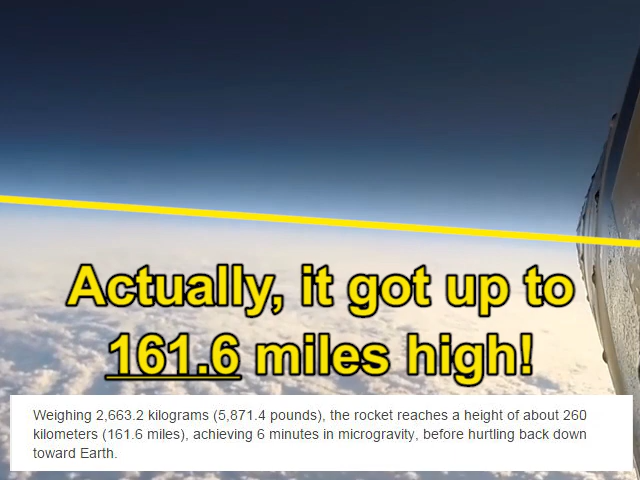 Actually, it got up to
161.6 miles high!
Weighing 2,663.2 kilograms (5,871.4 pounds), the rocket reaches a height of about 260
kilometers (161.6 miles), achieving 6 minutes in microgravity, before hurtling back down
toward Earth.